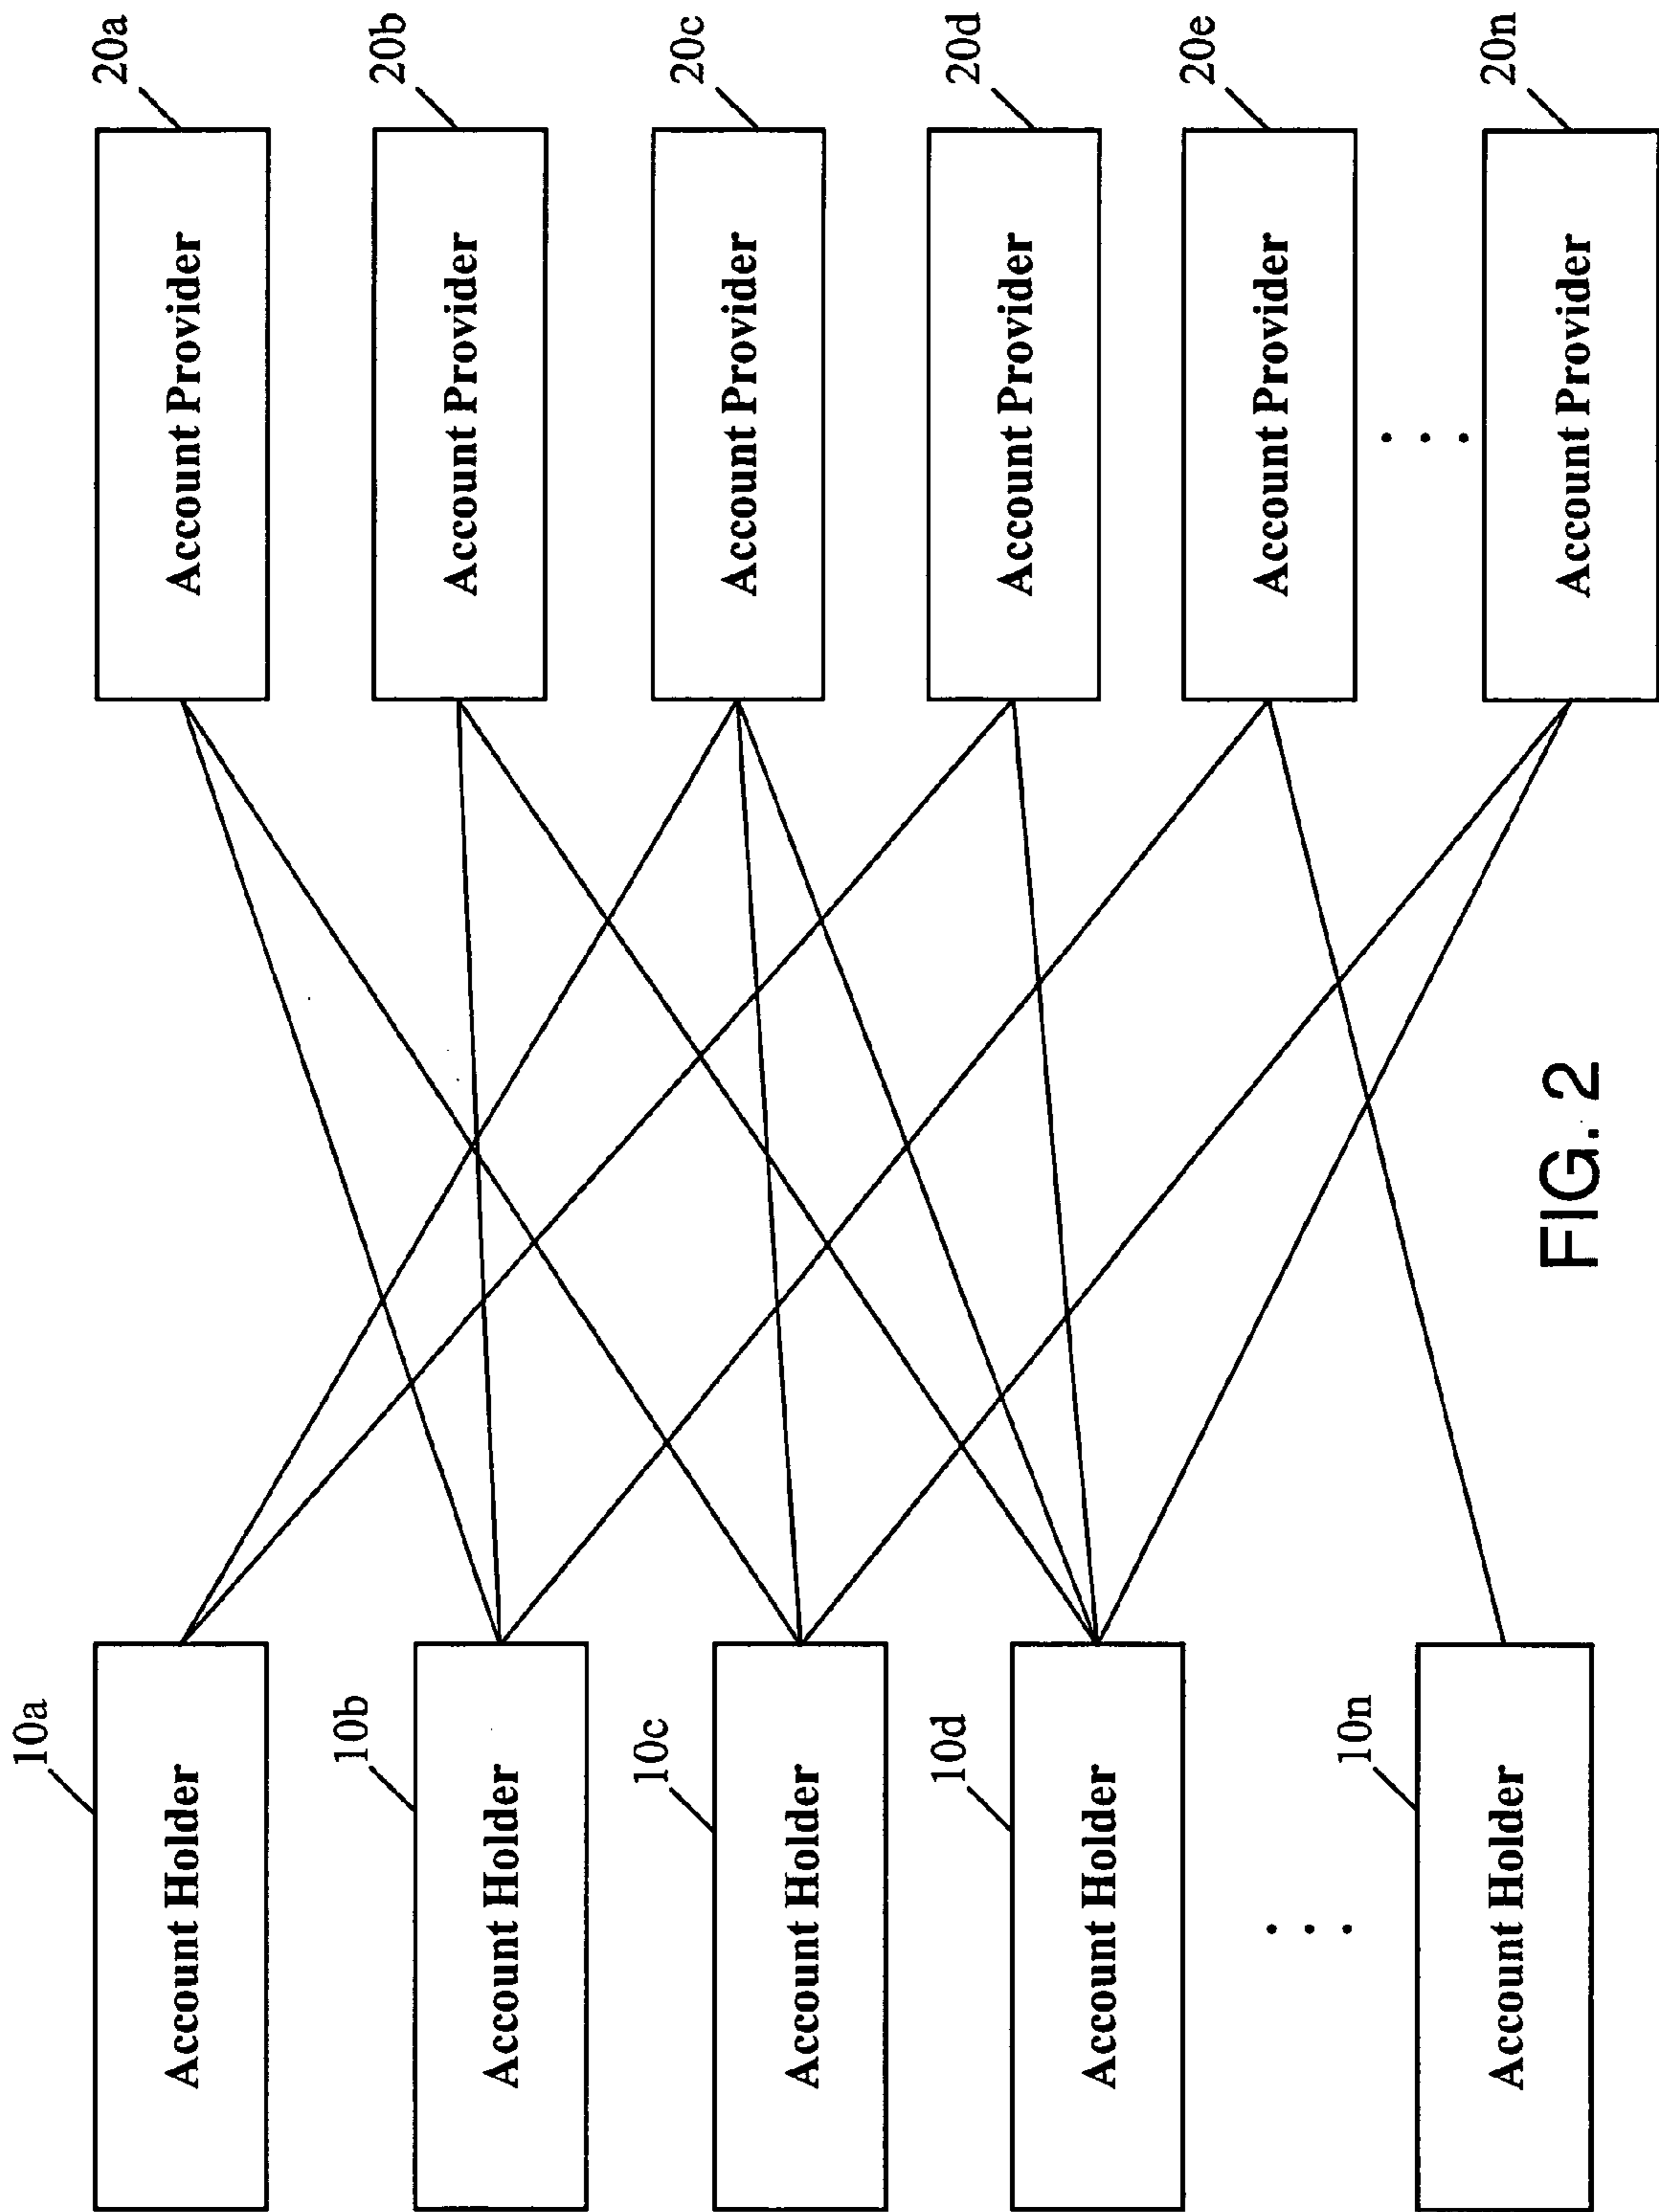 10a
Account Holder
10b
Account Holder
10c
Account Holder
10d
Account Holder
. . .
10n
Account Holder
20a
Account Provider
20b
Account Provider
20c
Account Provider
20d
Account Provider
20e
Account Provider
. . .
20n
Account Provider
FIG. 2